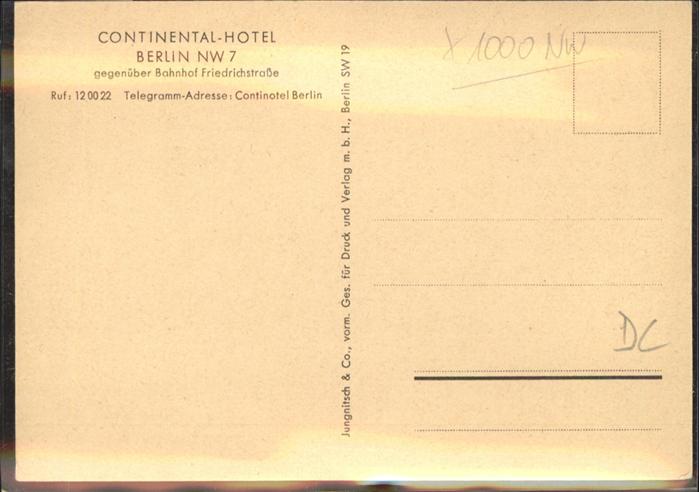 CONTINENTAL-HOTEL
BERLIN NW 7
gegenüber Bahnhof Friedrichstraße
Ruf: 12 00 22 Telegramm-Adresse: Continotel Berlin
Jungnitsch & Co., vorm. Ges. für Druck und Verlag m. b. H., Berlin SW 19
1000 NW
DC